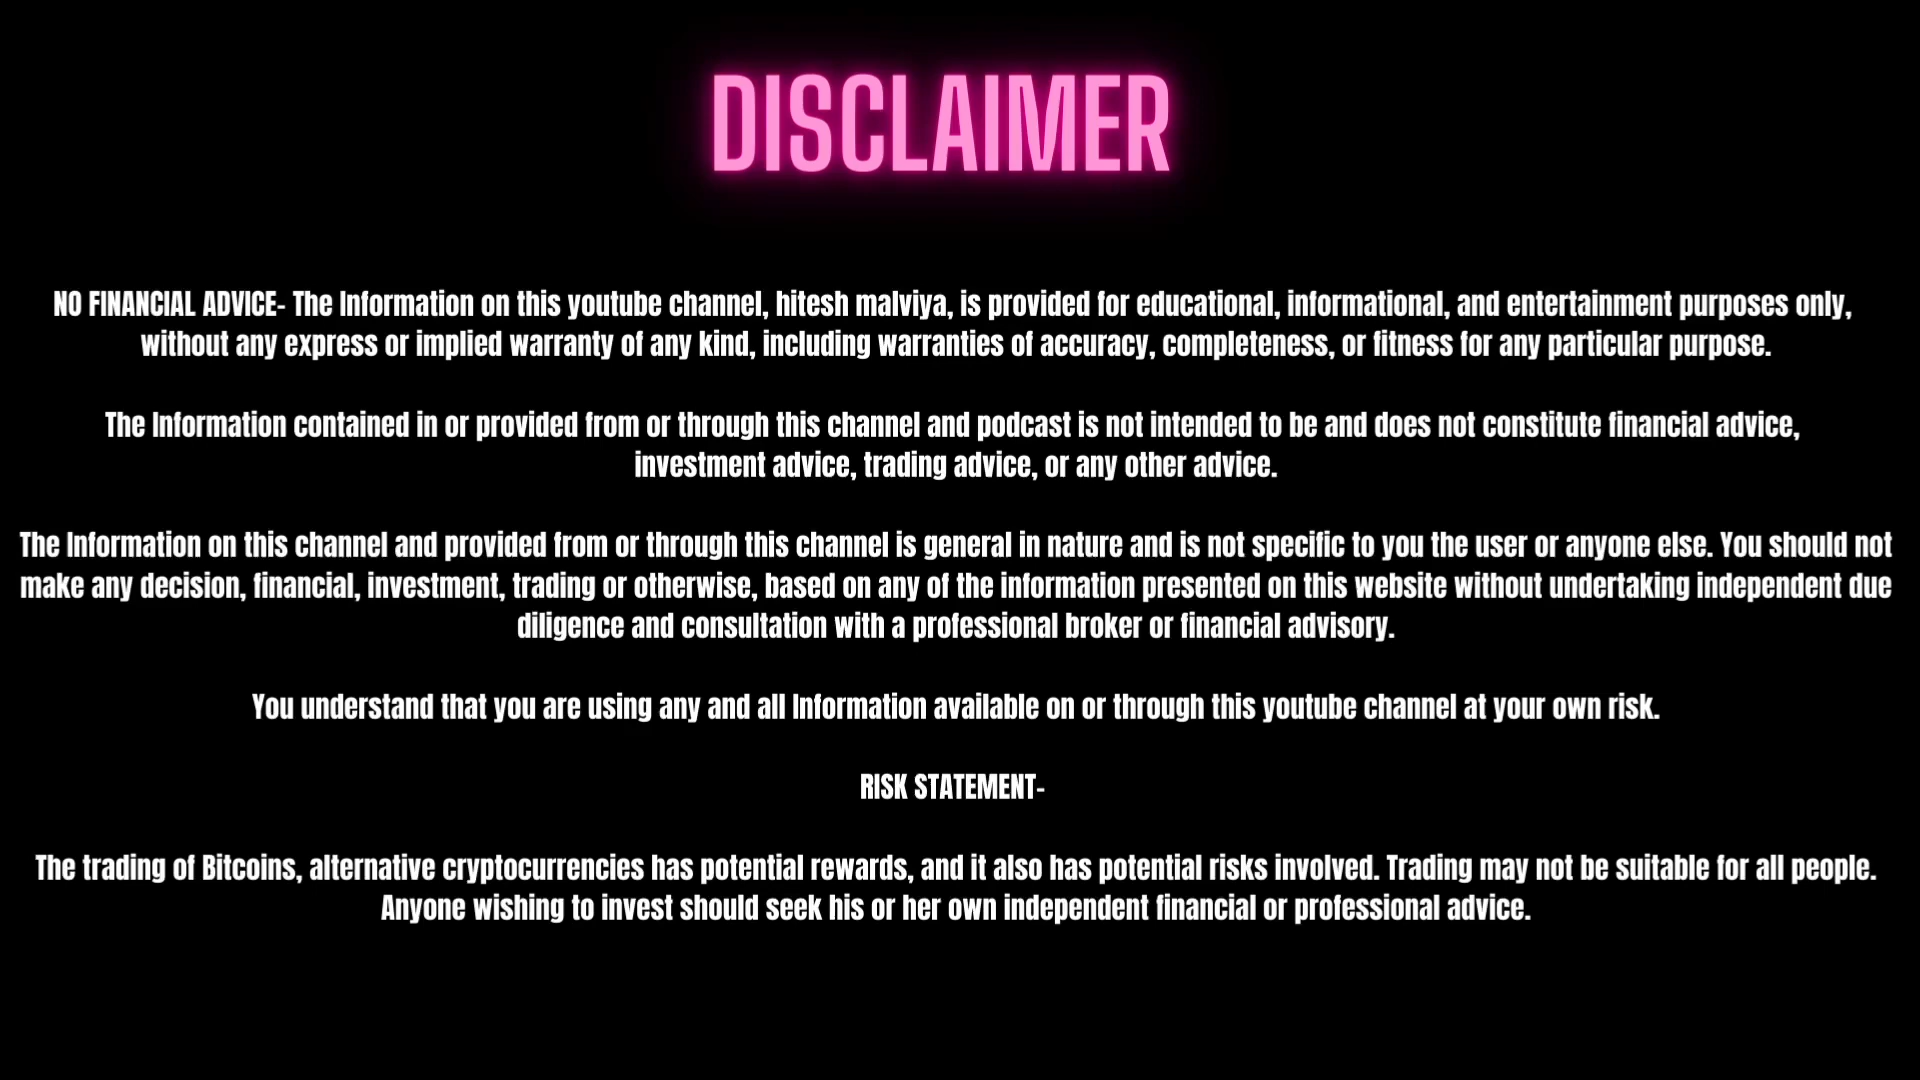 DISCLAIMER
NO FINANCIAL ADVICE- The Information on this youtube channel, hitesh malviya, is provided for educational, informational, and entertainment purposes only,
without any express or implied warranty of any kind, including warranties of accuracy, completeness, or fitness for any particular purpose.
The Information contained in or provided from or through this channel and podcast is not intended to be and does not constitute financial advice,
investment advice, trading advice, or any other advice.
The Information on this channel and provided from or through this channel is general in nature and is not specific to you the user or anyone else. You should not
make any decision, financial, investment, trading or otherwise, based on any of the information presented on this website without undertaking independent due
diligence and consultation with a professional broker or financial advisory.
You understand that you are using any and all Information available on or through this youtube channel at your own risk.
RISK STATEMENT-
The trading of Bitcoins, alternative cryptocurrencies has potential rewards, and it also has potential risks involved. Trading may not be suitable for all people.
Anyone wishing to invest should seek his or her own independent financial or professional advice.